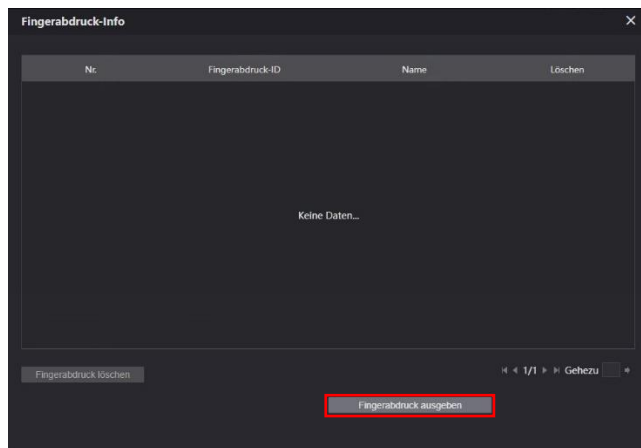 Fingerabdruck-Info
Nr. Fingerabdruck-ID Name Löschen
Keine Daten...
Fingerabdruck löschen
1/1 Gehezu
Fingerabdruck ausgeben